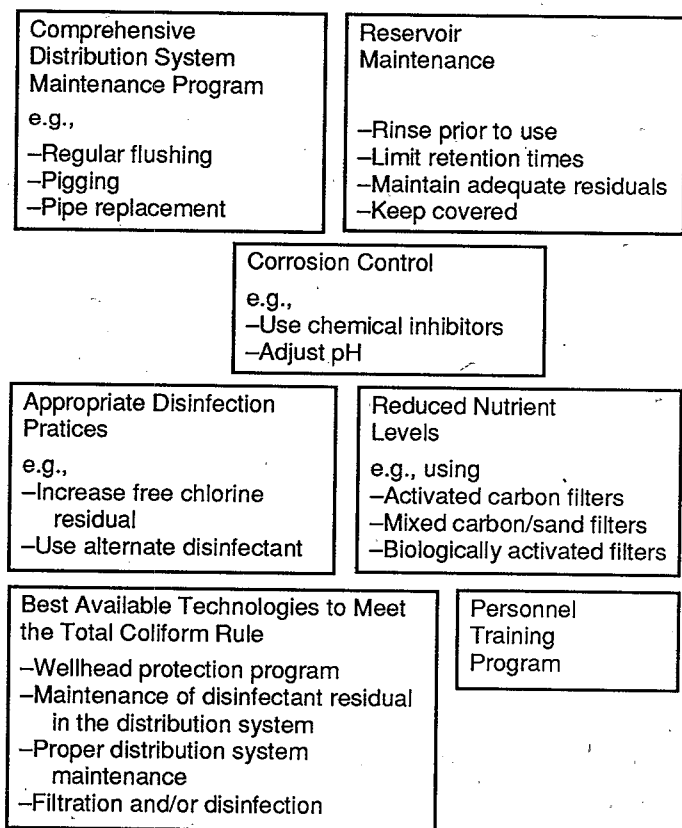 Comprehensive
Distribution System
Maintenance Program
e.g.,
–Regular flushing
–Pigging
–Pipe replacement
Reservoir
Maintenance
–Rinse prior to use
–Limit retention times
–Maintain adequate residuals
–Keep covered
Corrosion Control
e.g.,
–Use chemical inhibitors
–Adjust pH
Appropriate Disinfection
Pratices
e.g.,
–Increase free chlorine
residual
–Use alternate disinfectant
Reduced Nutrient
Levels
e.g., using
–Activated carbon filters
–Mixed carbon/sand filters
–Biologically activated filters
Best Available Technologies to Meet
the Total Coliform Rule
–Wellhead protection program
–Maintenance of disinfectant residual
in the distribution system
–Proper distribution system
maintenance
–Filtration and/or disinfection
Personnel
Training
Program